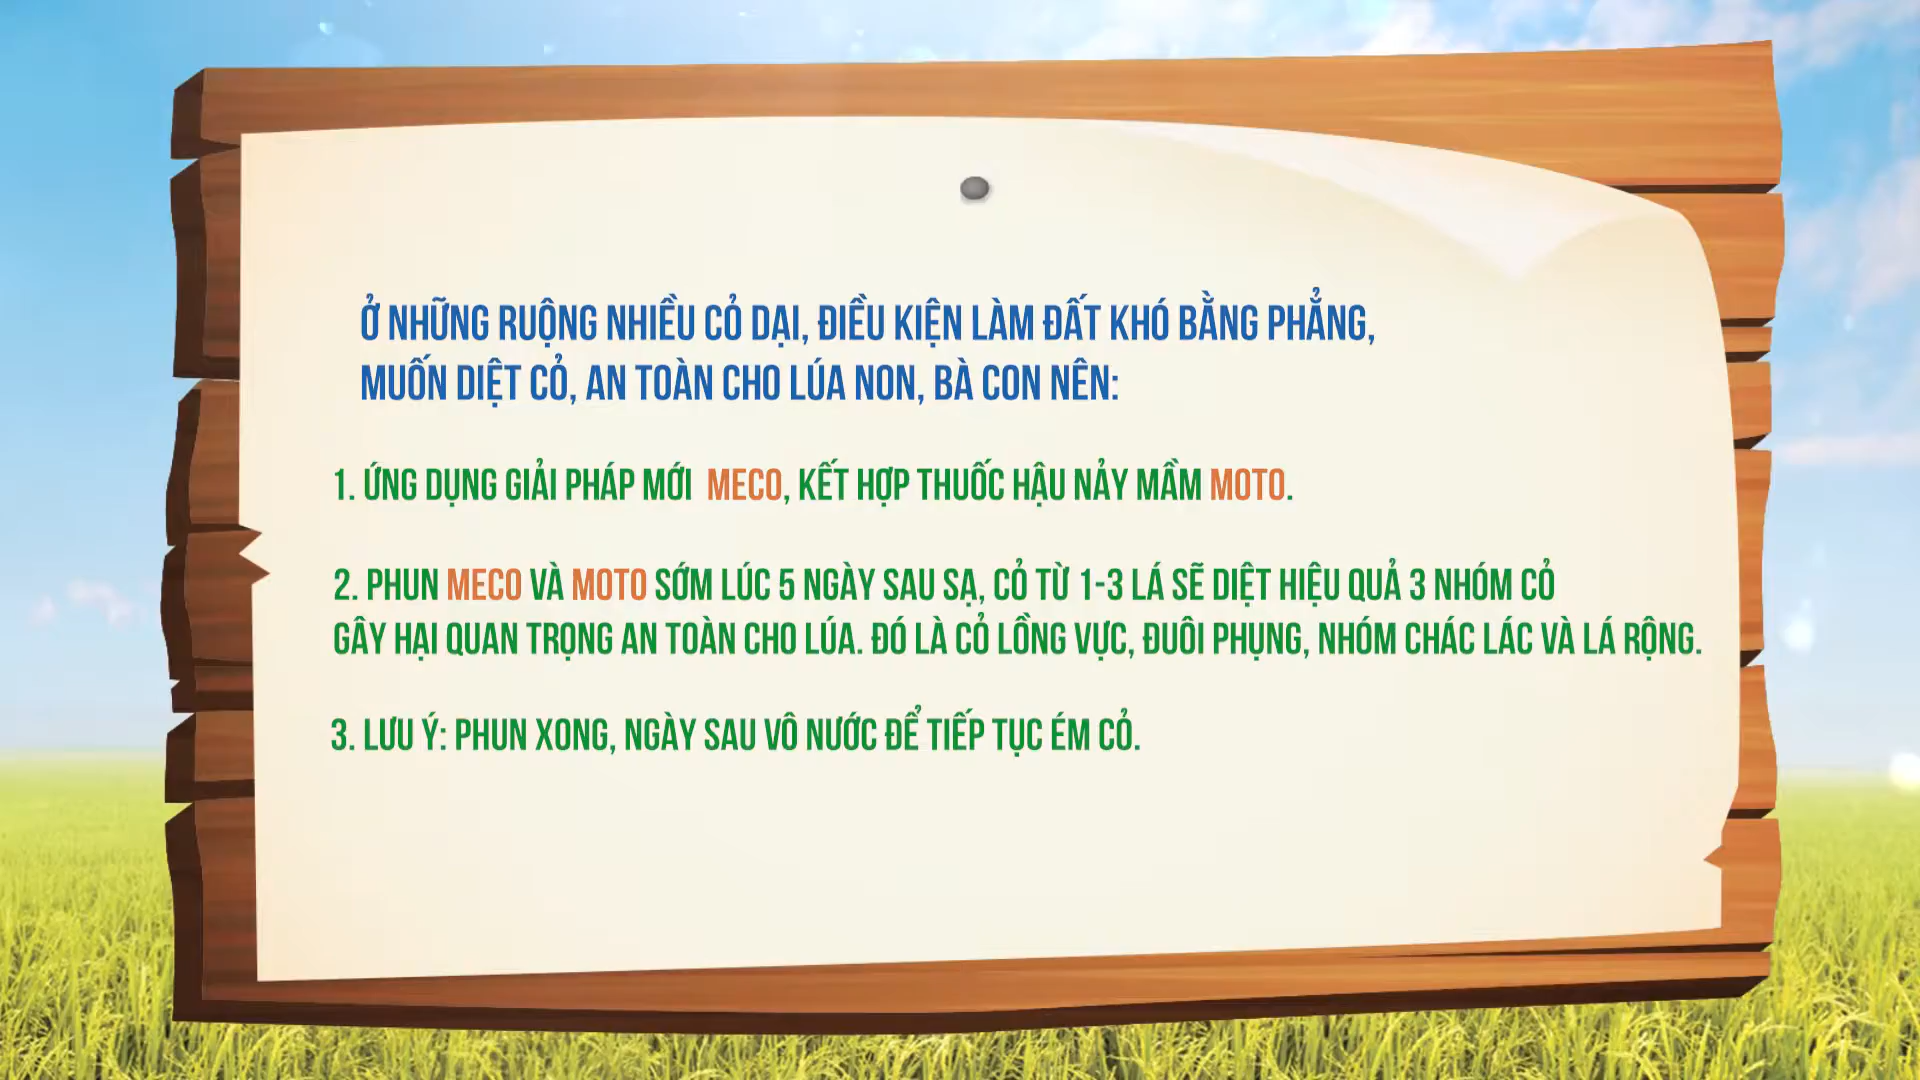 Ở NHỮNG RUỘNG NHIỀU CỎ DẠI, ĐIỀU KIỆN LÀM ĐẤT KHÓ BẰNG PHẲNG,
MUỐN DIỆT CỎ, AN TOÀN CHO LÚA NON, BÀ CON NÊN:
1. ỨNG DỤNG GIẢI PHÁP MỚI MECO, KẾT HỢP THUỐC HẬU NẢY MẦM MOTO.
2. PHUN MECO VÀ MOTO SỚM LÚC 5 NGÀY SAU SẠ, CỎ TỪ 1-3 LÁ SẼ DIỆT HIỆU QUẢ 3 NHÓM CỎ
GÂY HẠI QUAN TRỌNG AN TOÀN CHO LÚA. ĐÓ LÀ CỎ LỒNG VỰC, ĐUÔI PHỤNG, NHÓM CHÁC LÁC VÀ LÁ RỘNG.
3. LƯU Ý: PHUN XONG, NGÀY SAU VÔ NƯỚC ĐỂ TIẾP TỤC ÉM CỎ.